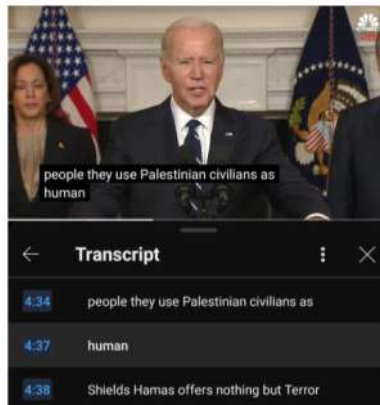 people they use Palestinian civilians as
human
Transcript
4:34 people they use Palestinian civilians as
4:37 human
4:38 Shields Hamas offers nothing but Terror